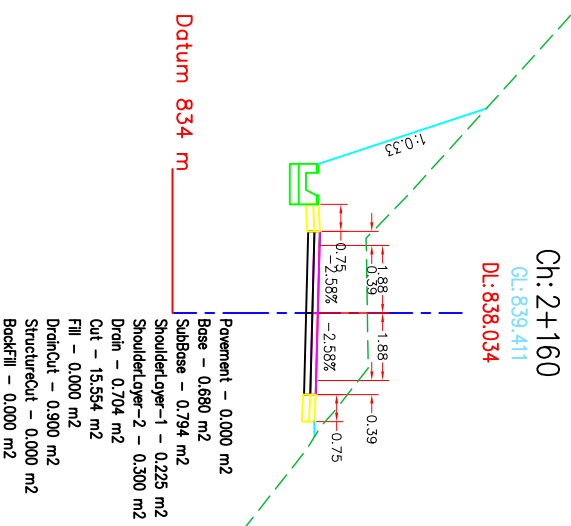 Ch: 2+160
GL: 839.411
DL: 838.034
1:0.33
0.75
0.39
1.88
1.88
0.39
0.75
-2.58%
-2.58%
Datum 834 m
Pavement - 0.000 m2
Base - 0.680 m2
SubBase - 0.794 m2
ShoulderLayer-1 - 0.225 m2
ShoulderLayer-2 - 0.300 m2
Drain - 0.704 m2
Cut - 15.554 m2
Fill - 0.000 m2
DrainCut - 0.900 m2
StructureCut - 0.000 m2
BackFill - 0.000 m2